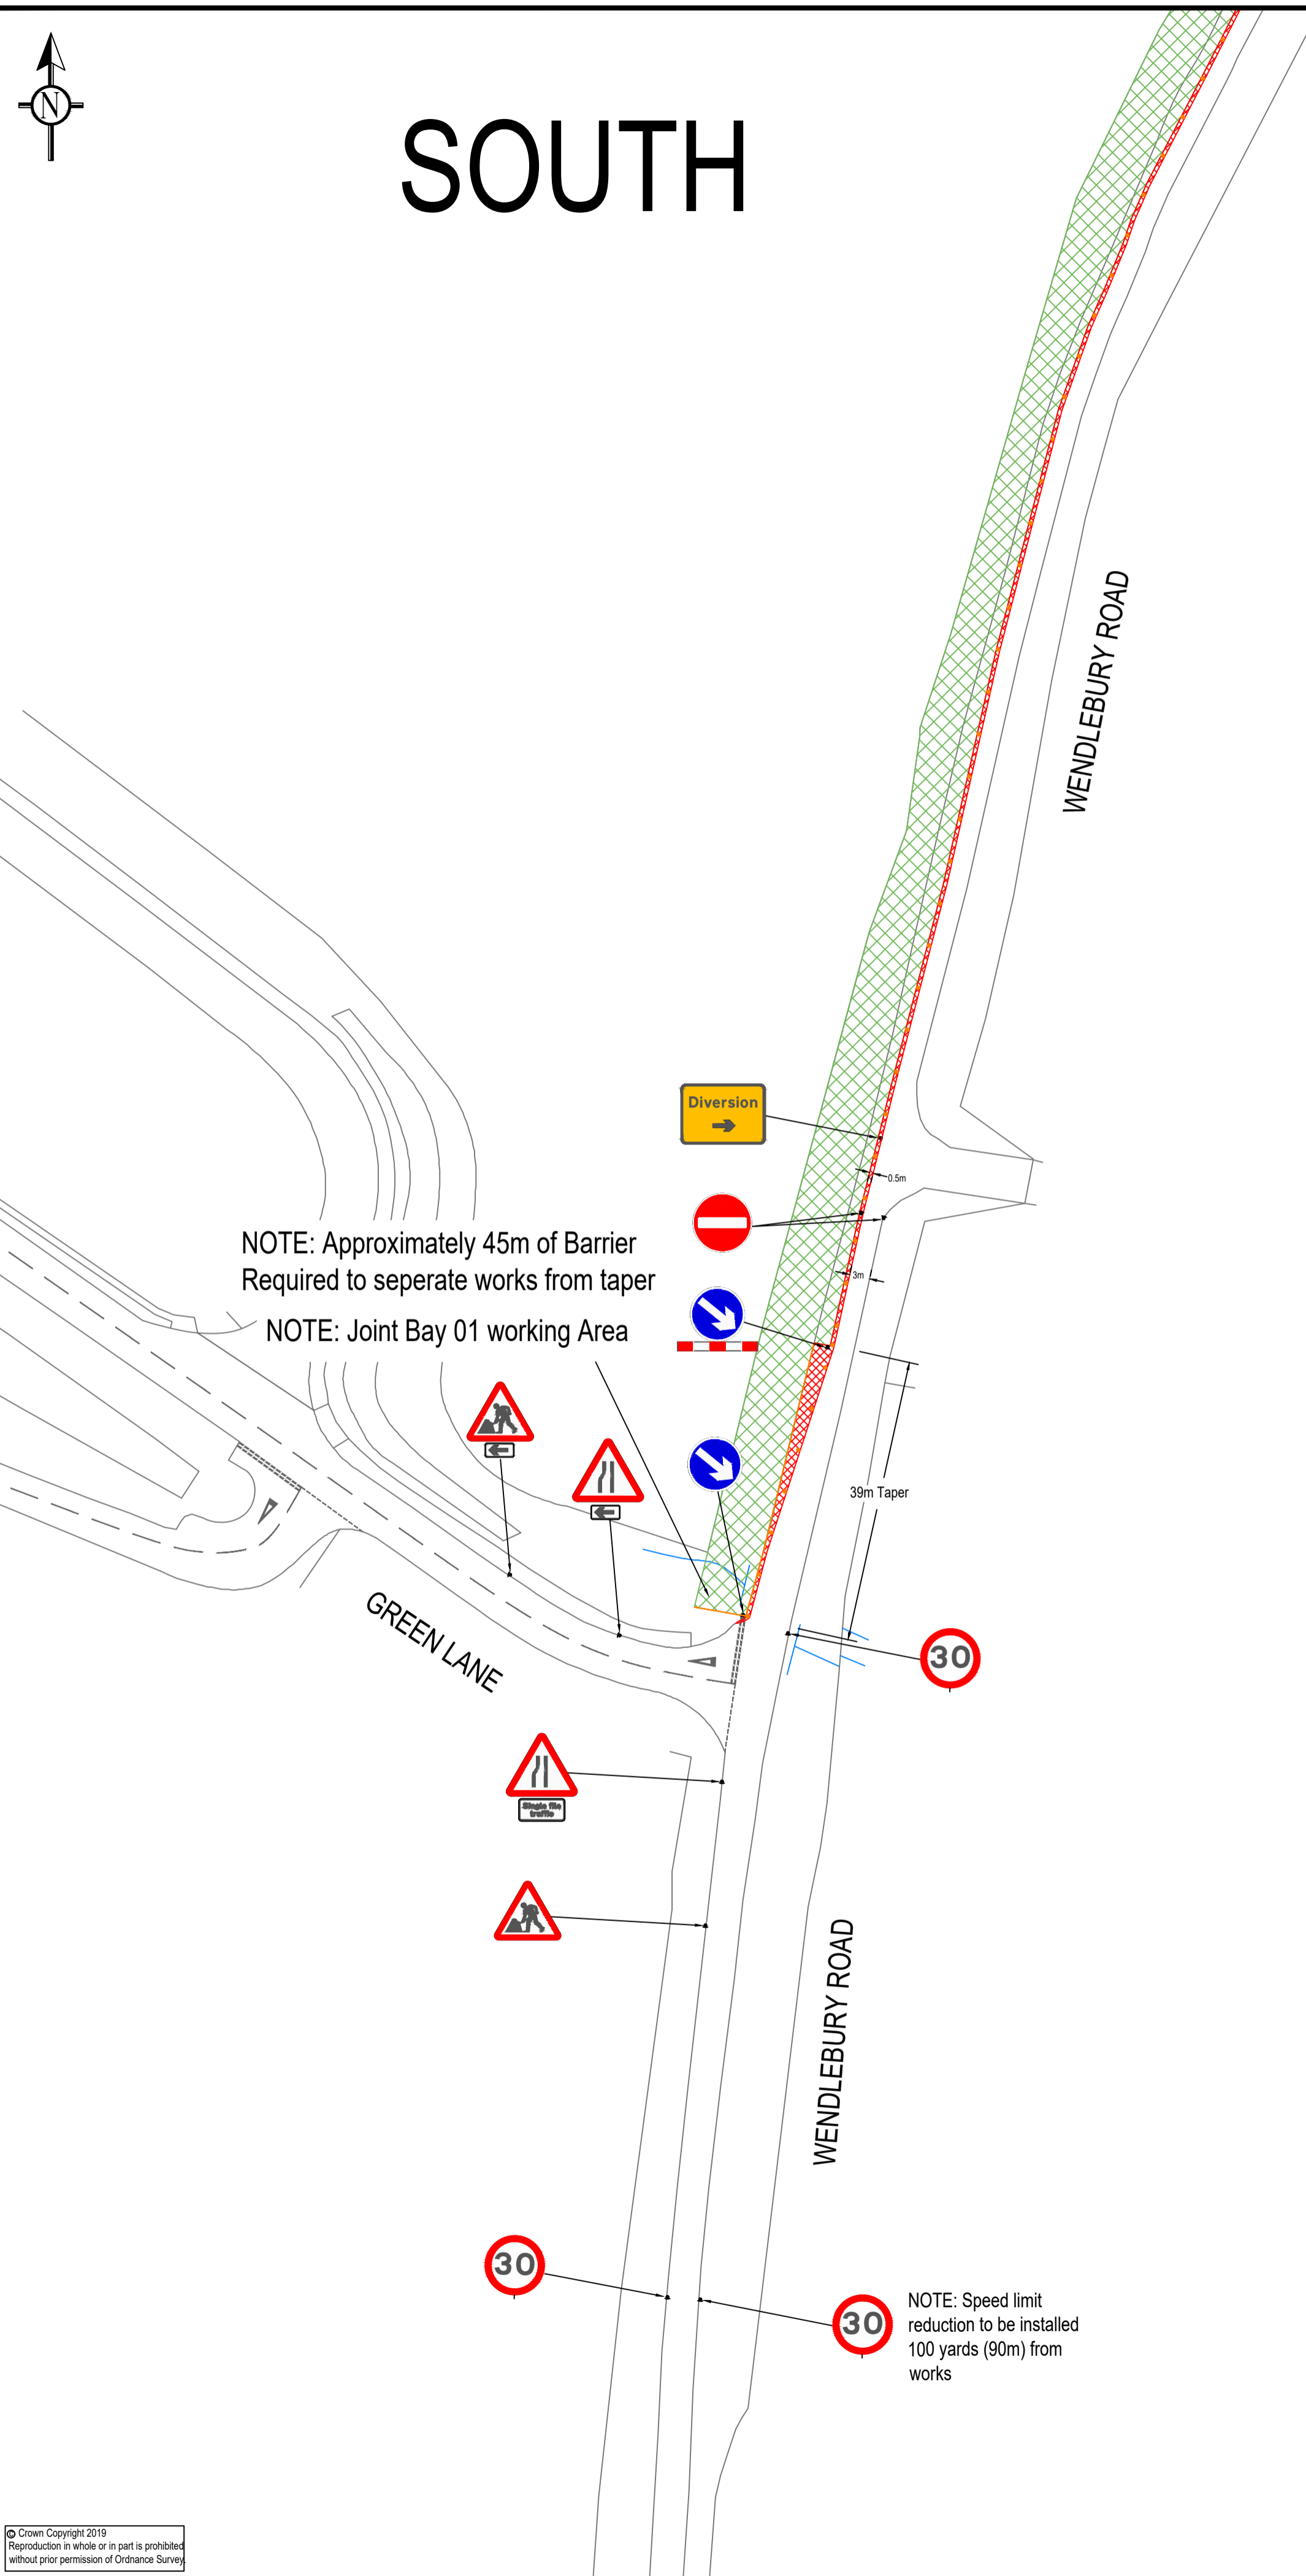 N
SOUTH
WENDLEBURY ROAD
Diversion
0.5m
NOTE: Approximately 45m of Barrier
Required to seperate works from taper
3m
NOTE: Joint Bay 01 working Area
39m Taper
GREEN LANE
30
Single file
traffic
WENDLEBURY ROAD
30
30
NOTE: Speed limit
reduction to be installed
100 yards (90m) from
works
© Crown Copyright 2019
Reproduction in whole or in part is prohibited
without prior permission of Ordnance Survey.